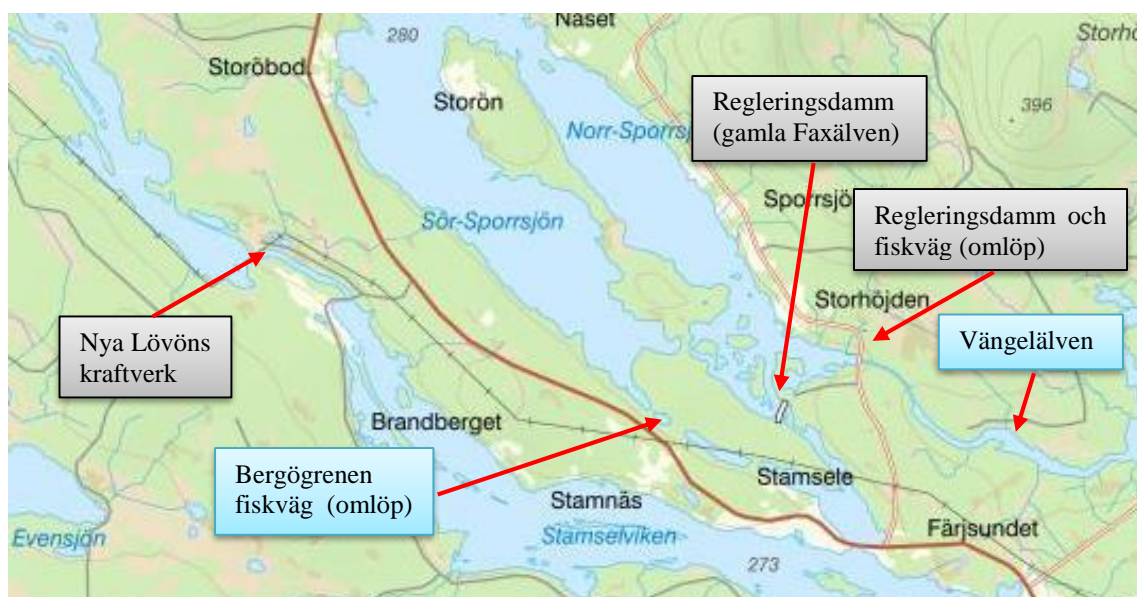 Näset
280
Storh
Storöbod
Storön
396
Norr-Sporrsj
Regleringsdamm
(gamla Faxälven)
Sporrsjö
Sör-Sporrsjön
Regleringsdamm och
fiskväg (omlöp)
Storhöjden
Vängelälven
Nya Lövöns
kraftverk
Brandberget
Bergögrenen
fiskväg (omlöp)
Stamsele
Stamnäs
Färjsundet
Evensjön
Stamselviken
273